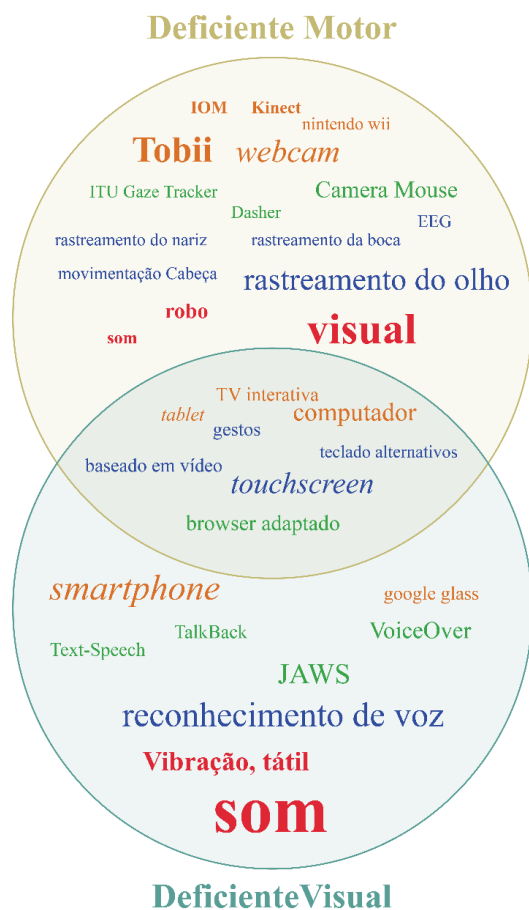 Deficiente Motor
IOM Kinect
nintendo wii
Tobii webcam
ITU Gaze Tracker Camera Mouse
Dasher
EEG
rastreamento do nariz rastreamento da boca
movimentação Cabeça rastreamento do olho
robo
visual
som
TV interativa
tablet computador
gestos
teclado alternativos
baseado em vídeo
touchscreen
browser adaptado
smartphone google glass
TalkBack VoiceOver
Text-Speech
JAWS
reconhecimento de voz
Vibração, tátil
som
DeficienteVisual